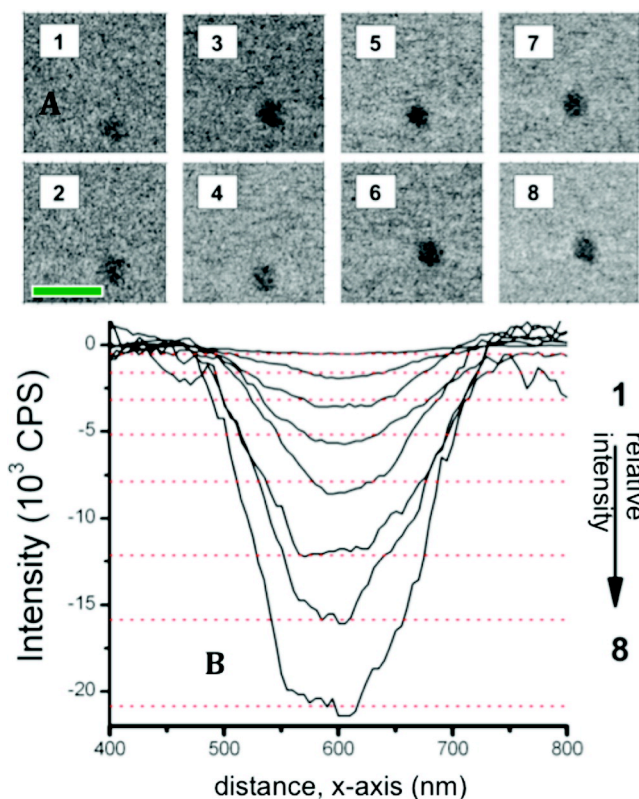 1 3 5 7
A
2 4 6 8
0
-5
-10
-15
-20
Intensity (10³ CPS)
B
1
relative
intensity
8
400 500 600 700 800
distance, x-axis (nm)